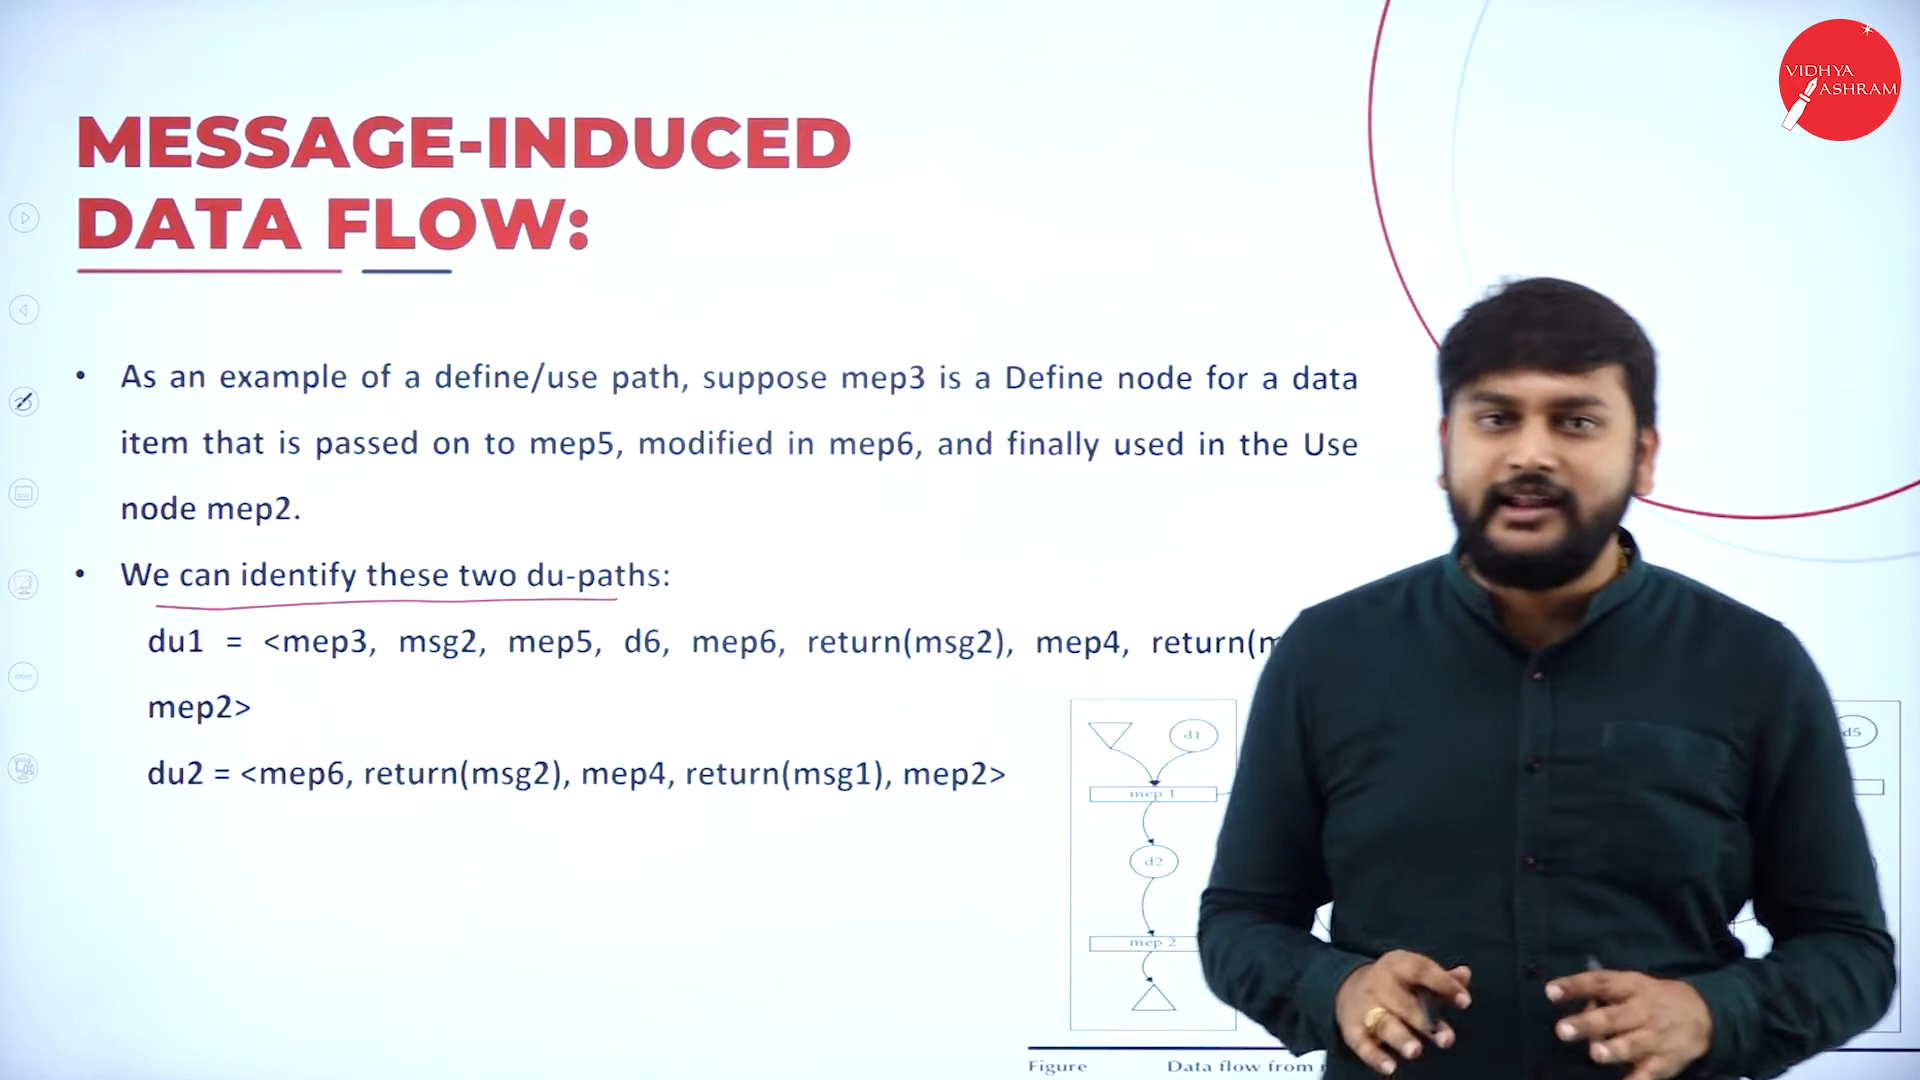 VIDHYA
ASHRAM
MESSAGE-INDUCED
DATA FLOW:
• As an example of a define/use path, suppose mep3 is a Define node for a data
item that is passed on to mep5, modified in mep6, and finally used in the Use
node mep2.
• We can identify these two du-paths:
du1 = <mep3, msg2, mep5, d6, mep6, return(msg2), mep4,
mep2>
du2 = <mep6, return(msg2), mep4, return(msg1), mep2>
d1
d5
mep 1
d2
mep 2
Figure Data flow from